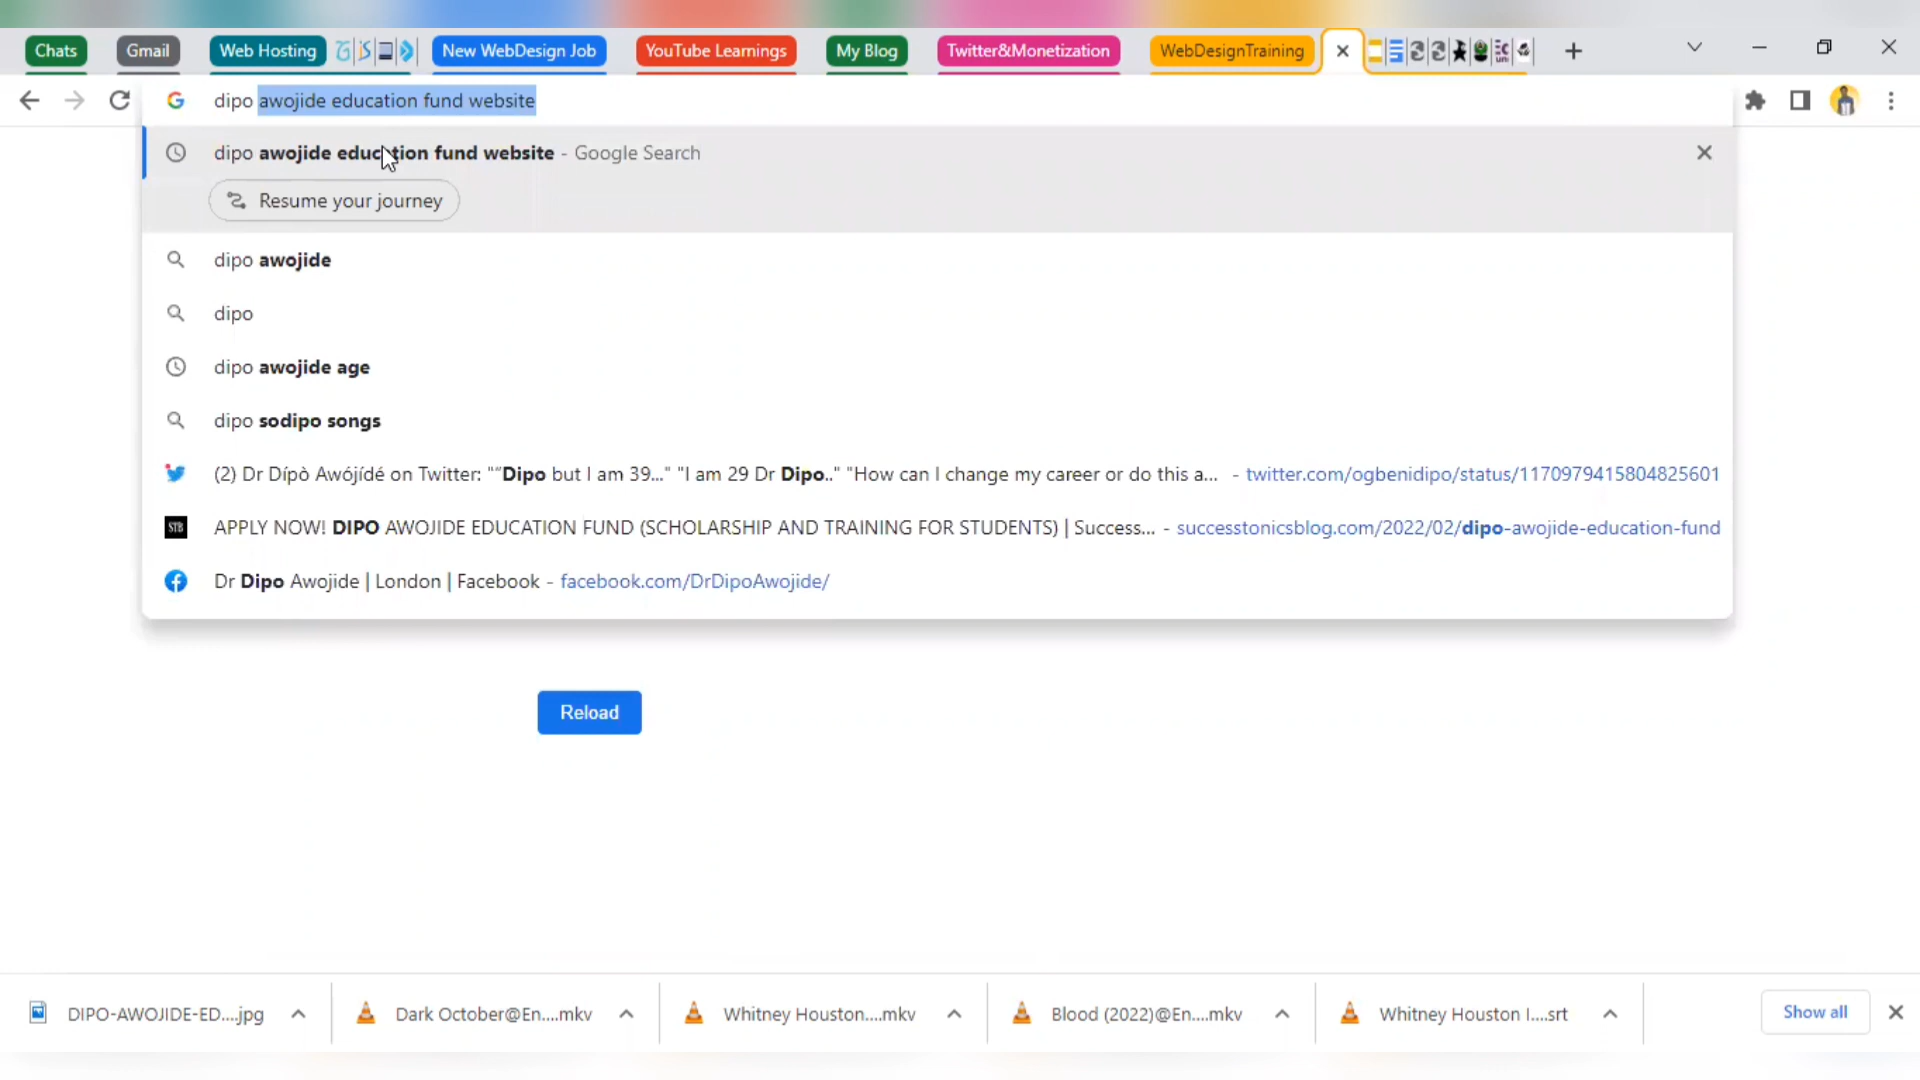 Chats Gmail Web Hosting New WebDesign Job YouTube Learnings My Blog Twitter&Monetization WebDesignTraining
dipo awojide education fund website
dipo awojide education fund website - Google Search
Resume your journey
dipo awojide
dipo
dipo awojide age
dipo sodipo songs
(2) Dr Dípò Awójídé on Twitter: "“Dipo but I am 39..." "I am 29 Dr Dipo.." "How can I change my career or do this a... - twitter.com/ogbenidipo/status/1170979415804825601
STB APPLY NOW! DIPO AWOJIDE EDUCATION FUND (SCHOLARSHIP AND TRAINING FOR STUDENTS) | Success... - successtonicsblog.com/2022/02/dipo-awojide-education-fund
Dr Dipo Awojide | London | Facebook - facebook.com/DrDipoAwojide/
Reload
DIPO-AWOJIDE-ED....jpg Dark October@En....mkv Whitney Houston....mkv Blood (2022)@En....mkv Whitney Houston I....srt Show all